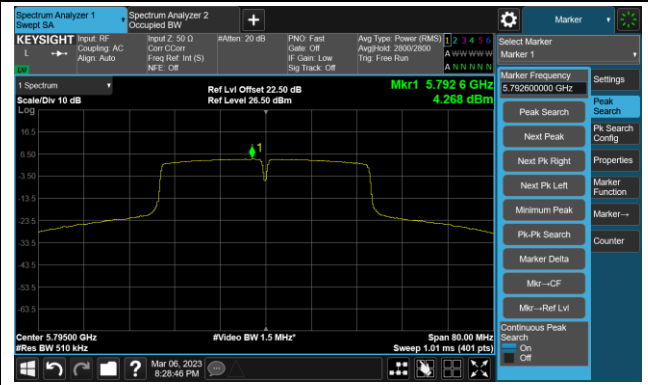 Spectrum Analyzer 1
Swept SA
Spectrum Analyzer 2
Occupied BW
+
Marker
KEYSIGHT
Input: RF
Coupling: AC
Align: Auto
Input Z: 50 Ω
Corr CCorr
Freq Ref: Int (S)
NFE: Off
#Atten: 20 dB
PNO: Fast
Gate: Off
IF Gain: Low
Sig Track: Off
Avg Type: Power (RMS)
Avg|Hold: 2800/2800
Trig: Free Run
1 2 3 4 5 6
A W W W W W
A N N N N N
L
LXI
Select Marker
Marker 1
1 Spectrum
Scale/Div 10 dB
Log
Ref Lvl Offset 22.50 dB
Ref Level 26.50 dBm
Mkr1 5.792 6 GHz
4.268 dBm
16.5
6.50
-3.50
-13.5
-23.5
-33.5
-43.5
-53.5
-63.5
1
Center 5.79500 GHz
#Res BW 510 kHz
#Video BW 1.5 MHz*
Span 80.00 MHz
Sweep 1.01 ms (401 pts)
Marker Frequency
5.792600000 GHz
Peak Search
Next Peak
Next Pk Right
Next Pk Left
Minimum Peak
Pk-Pk Search
Marker Delta
Mkr→CF
Mkr→Ref Lvl
Continuous Peak
Search
On
Off
Settings
Peak
Search
Pk Search
Config
Properties
Marker
Function
Marker→
Counter
?
Mar 06, 2023
8:28:46 PM